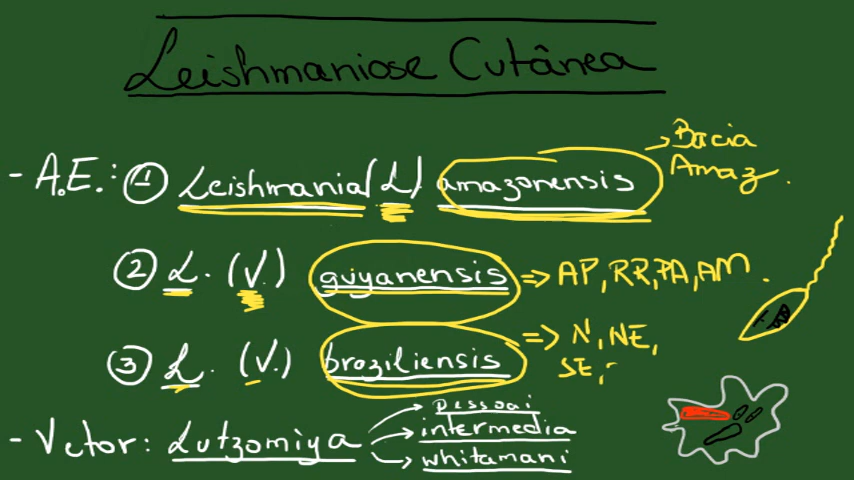 Leishmaniose Cutânea
- A.E.: ① Leishmania (L) amazonensis → Bacia Amaz.
② L. (V.) guyanensis => AP, RR, PA, AM.
③ L. (V.) braziliensis => N, NE,
SE,
- Vetor: Lutzomiya → pessoai
→ intermedia
→ whitamani